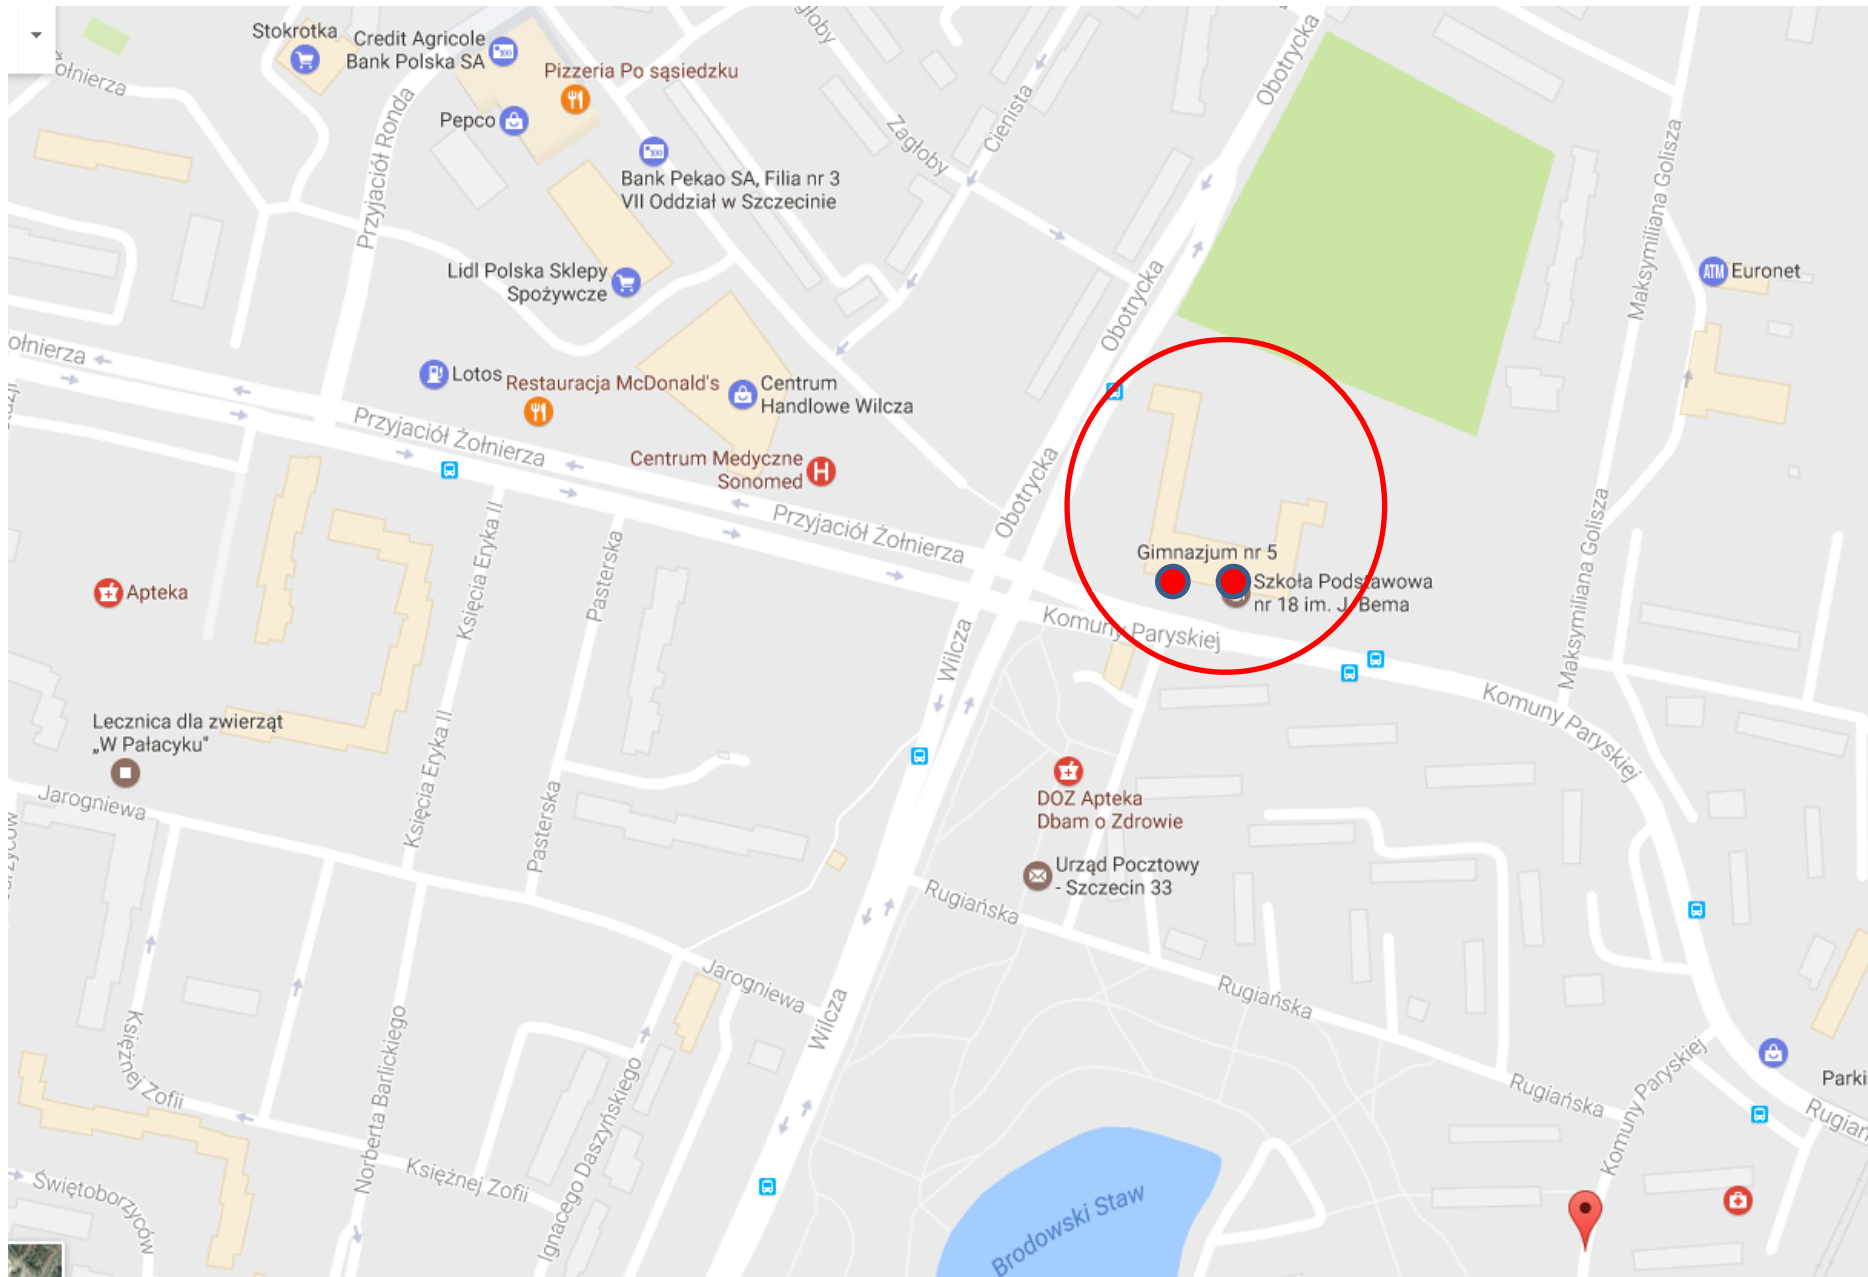 Stokrotka
Credit Agricole
Bank Polska SA
Zagłoby
Obotrycka
Pizzeria Po sąsiedzku
Pepco
Przyjaciół Ronda
Zagłoby
Cienista
Maksymiliana Golisza
Bank Pekao SA, Filia nr 3
VII Oddział w Szczecinie
Lidl Polska Sklepy
Spożywcze
Obotrycka
ATM
Euronet
Lotos
Restauracja McDonald's
Centrum
Handlowe Wilcza
Przyjaciół Żołnierza
Centrum Medyczne
Sonomed
H
Przyjaciół Żołnierza
Obotrycka
Gimnazjum nr 5
Szkoła Podstawowa
nr 18 im. J. Bema
Maksymiliana Golisza
Apteka
Księcia Eryka II
Pasterska
Wilcza
Komuny Paryskiej
Komuny Paryskiej
Lecznica dla zwierząt
„W Pałacyku"
Księcia Eryka II
Pasterska
Jarogniewa
DOZ Apteka
Dbam o Zdrowie
Urząd Pocztowy
- Szczecin 33
Rugiańska
Jarogniewa
Wilcza
Rugiańska
Księżnej Zofii
Norberta Barlickiego
Ignacego Daszyńskiego
Rugiańska
Komuny Paryskiej
Parki
Rugiań
Księżnej Zofii
Świętoborzyców
Brodowski Staw